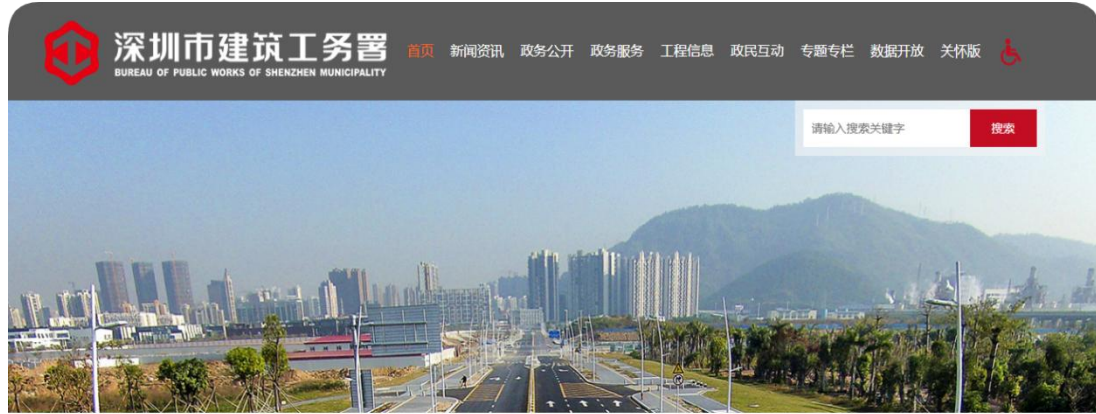 深圳市建筑工务署
BUREAU OF PUBLIC WORKS OF SHENZHEN MUNICIPALITY
首页 新闻资讯 政务公开 政务服务 工程信息 政民互动 专题专栏 数据开放 关怀版
请输入搜索关键字 搜索